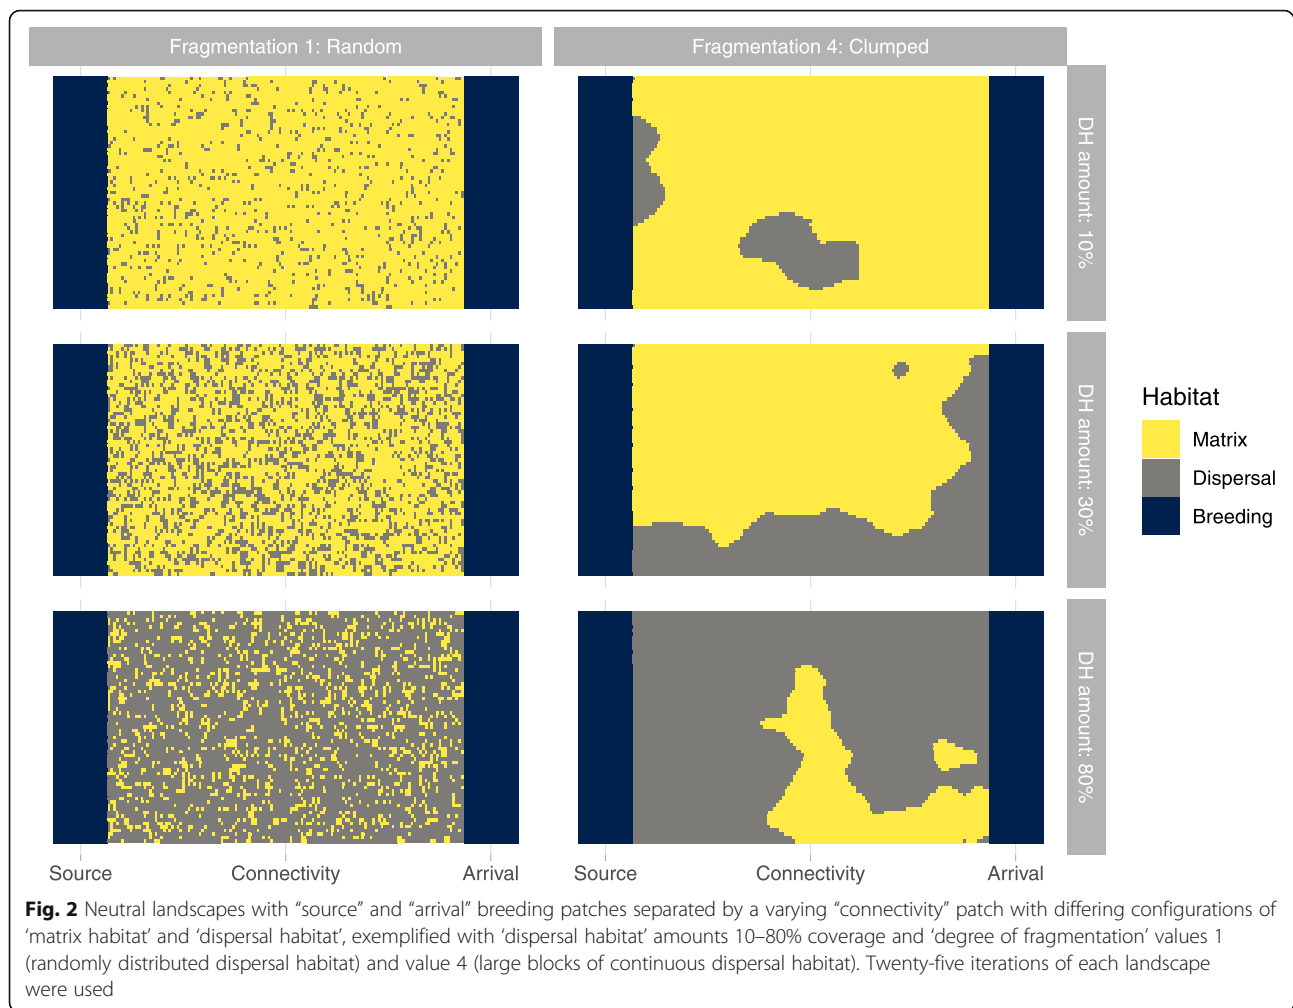 Fragmentation 1: Random
Fragmentation 4: Clumped
DH amount: 10%
DH amount: 30%
DH amount: 80%
Habitat
Matrix
Dispersal
Breeding
Source
Connectivity
Arrival
Source
Connectivity
Arrival
Fig. 2 Neutral landscapes with “source” and “arrival” breeding patches separated by a varying “connectivity” patch with differing configurations of
‘matrix habitat’ and ‘dispersal habitat’, exemplified with ‘dispersal habitat’ amounts 10–80% coverage and ‘degree of fragmentation’ values 1
(randomly distributed dispersal habitat) and value 4 (large blocks of continuous dispersal habitat). Twenty-five iterations of each landscape
were used